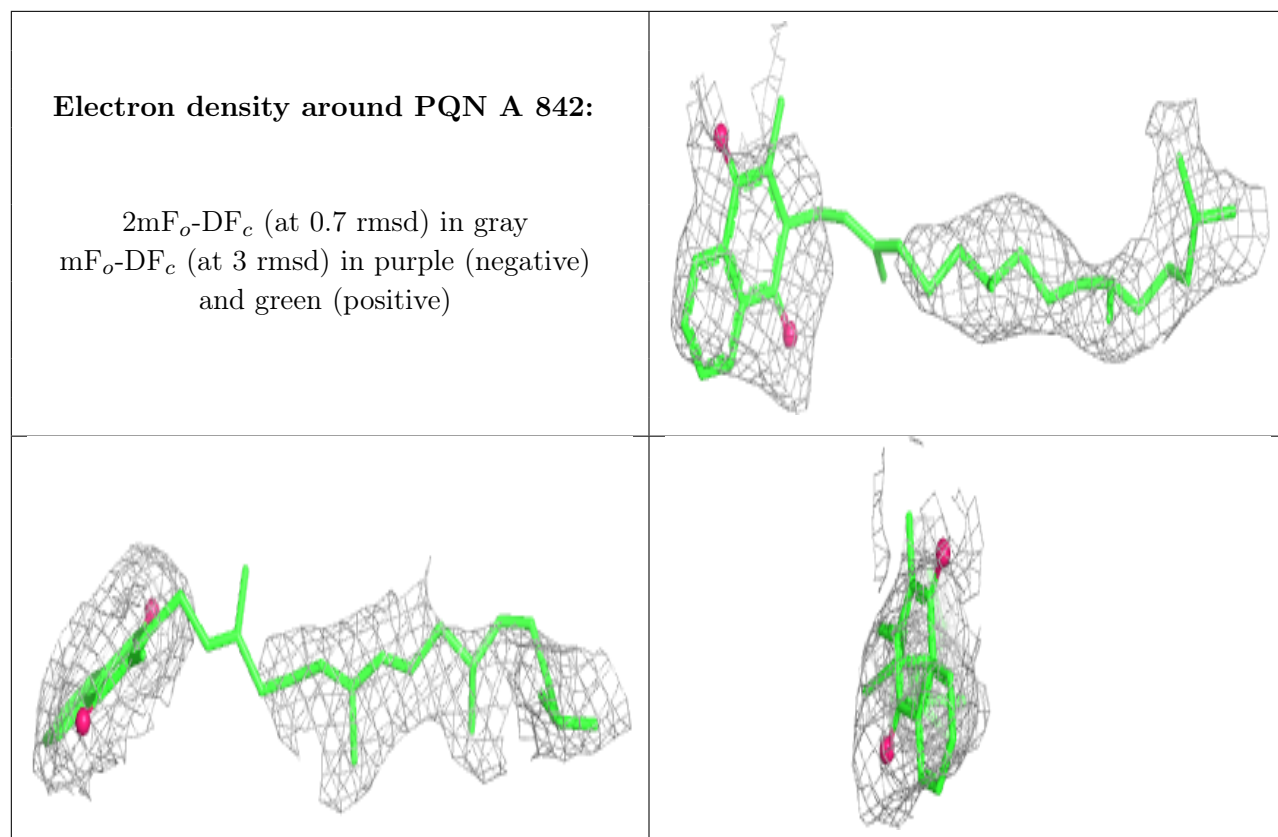 Electron density around PQN A 842:
2mFo-DFc (at 0.7 rmsd) in gray
mFo-DFc (at 3 rmsd) in purple (negative)
and green (positive)